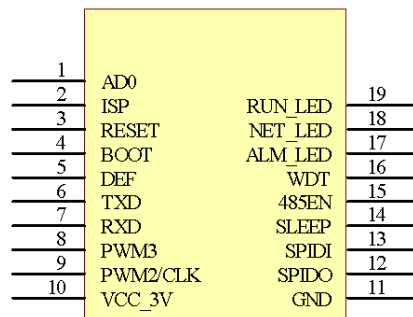 1 AD0
2 ISP RUN_LED 19
3 RESET NET_LED 18
4 BOOT ALM_LED 17
5 DEF WDT 16
6 TXD 485EN 15
7 RXD SLEEP 14
8 PWM3 SPIDI 13
9 PWM2/CLK SPIDO 12
10 VCC_3V GND 11